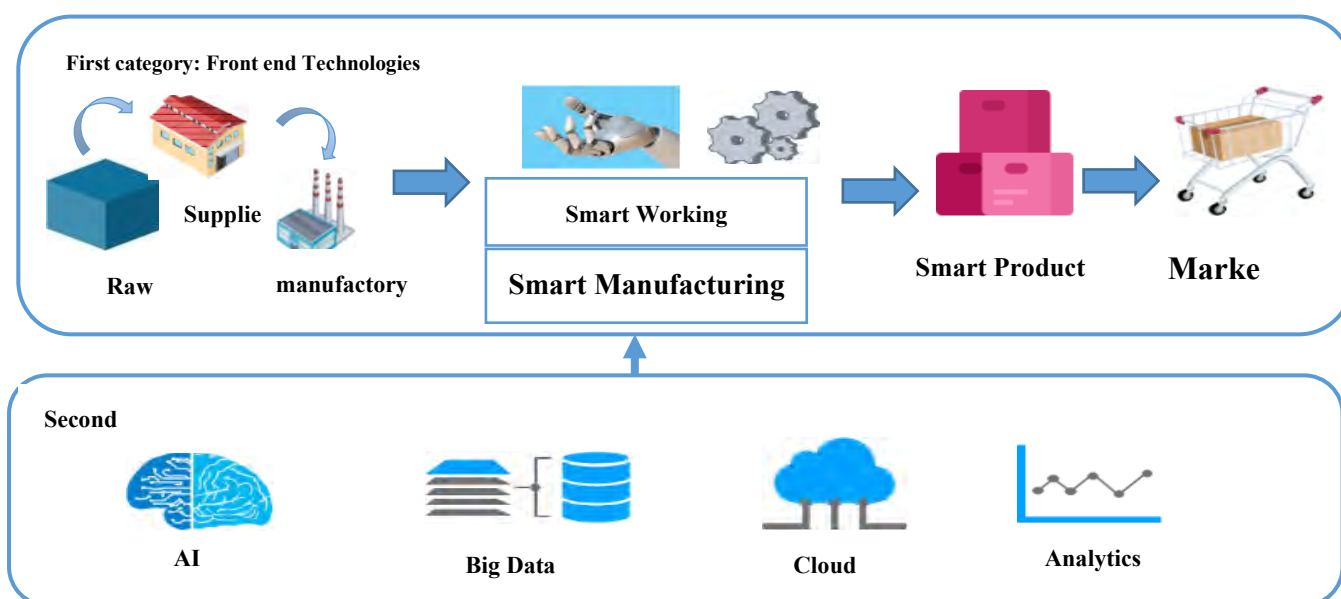 First category: Front end Technologies
Supplie
Raw
manufactory
Smart Working
Smart Manufacturing
Smart Product
Marke
Second
AI
Big Data
Cloud
Analytics